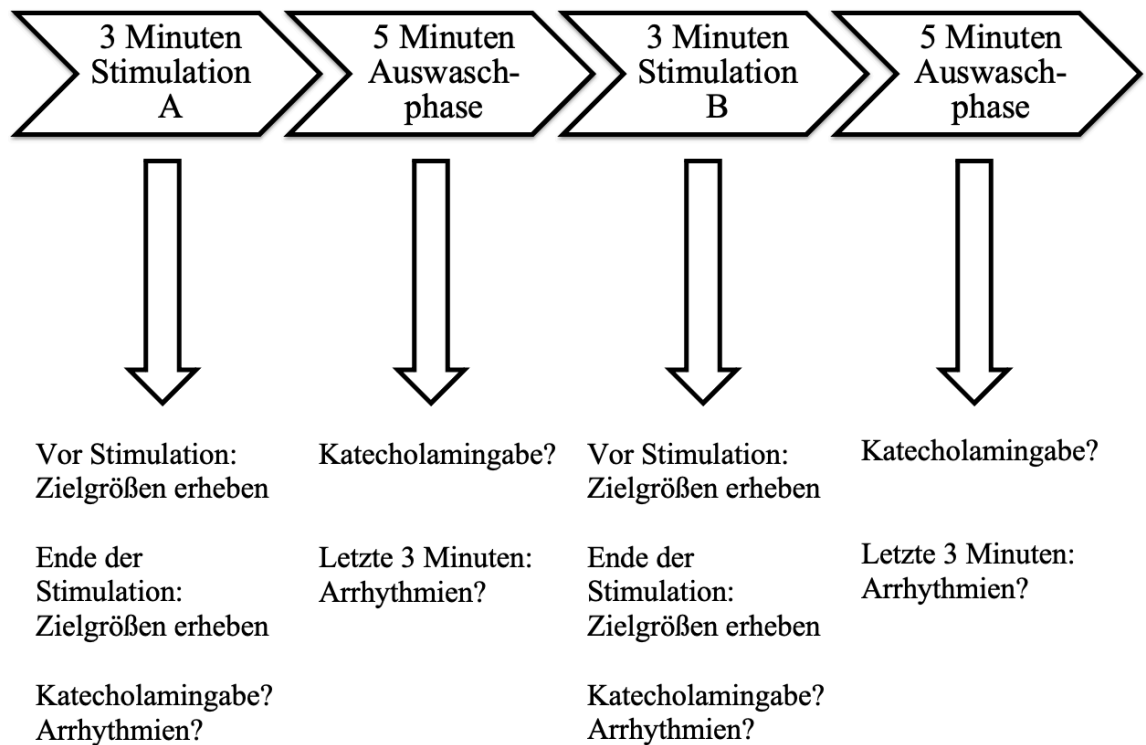 3 Minuten
Stimulation
A
5 Minuten
Auswasch-
phase
3 Minuten
Stimulation
B
5 Minuten
Auswasch-
phase
Vor Stimulation:
Zielgrößen erheben
Ende der
Stimulation:
Zielgrößen erheben
Katecholamingabe?
Arrhythmien?
Katecholamingabe?
Letzte 3 Minuten:
Arrhythmien?
Vor Stimulation:
Zielgrößen erheben
Ende der
Stimulation:
Zielgrößen erheben
Katecholamingabe?
Arrhythmien?
Katecholamingabe?
Letzte 3 Minuten:
Arrhythmien?